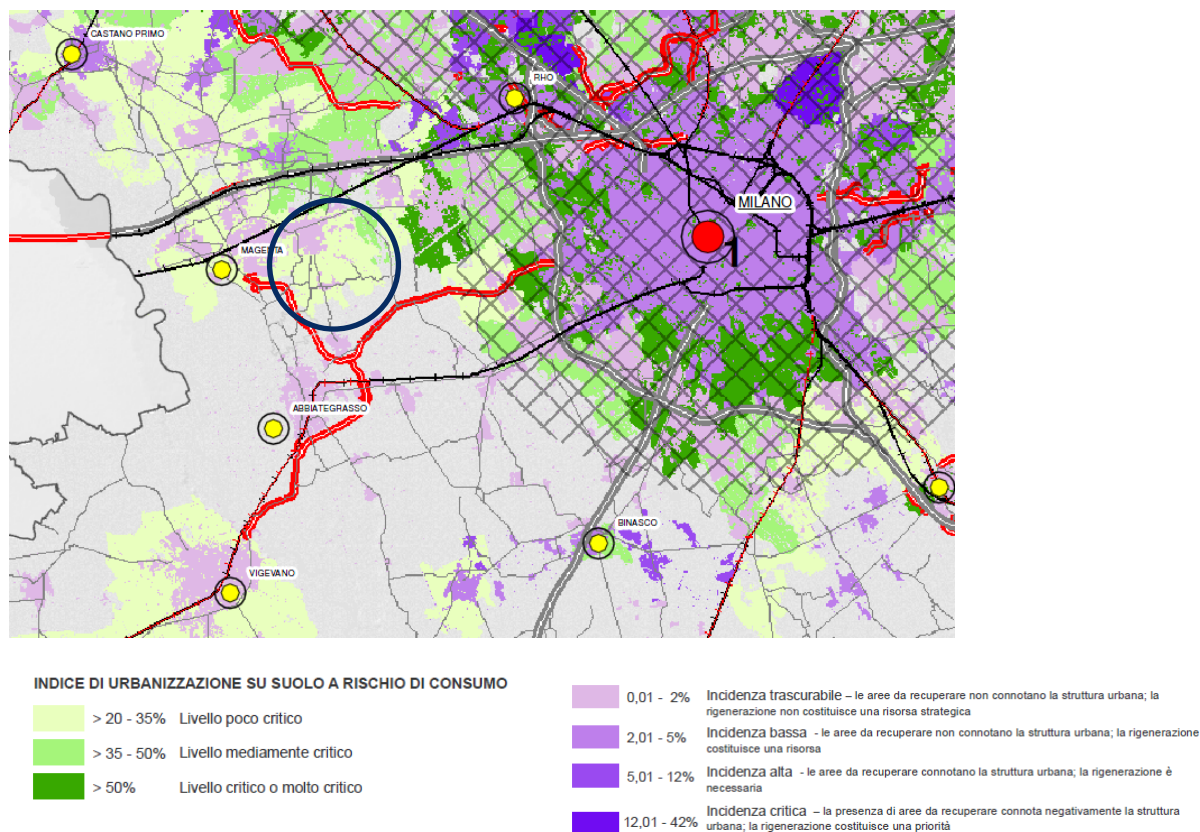 CASTANO PRIMO
RHO
MILANO
1
MAGENTA
ABBIATEGRASSO
BINASCO
VIGEVANO
INDICE DI URBANIZZAZIONE SU SUOLO A RISCHIO DI CONSUMO
> 20 - 35% Livello poco critico
> 35 - 50% Livello mediamente critico
> 50% Livello critico o molto critico
0,01 - 2% Incidenza trascurabile – le aree da recuperare non connotano la struttura urbana; la
rigenerazione non costituisce una risorsa strategica
2,01 - 5% Incidenza bassa - le aree da recuperare non connotano la struttura urbana; la rigenerazione
costituisce una risorsa
5,01 - 12% Incidenza alta - le aree da recuperare connotano la struttura urbana; la rigenerazione è
necessaria
12,01 - 42% Incidenza critica – la presenza di aree da recuperare connota negativamente la struttura
urbana; la rigenerazione costituisce una priorità